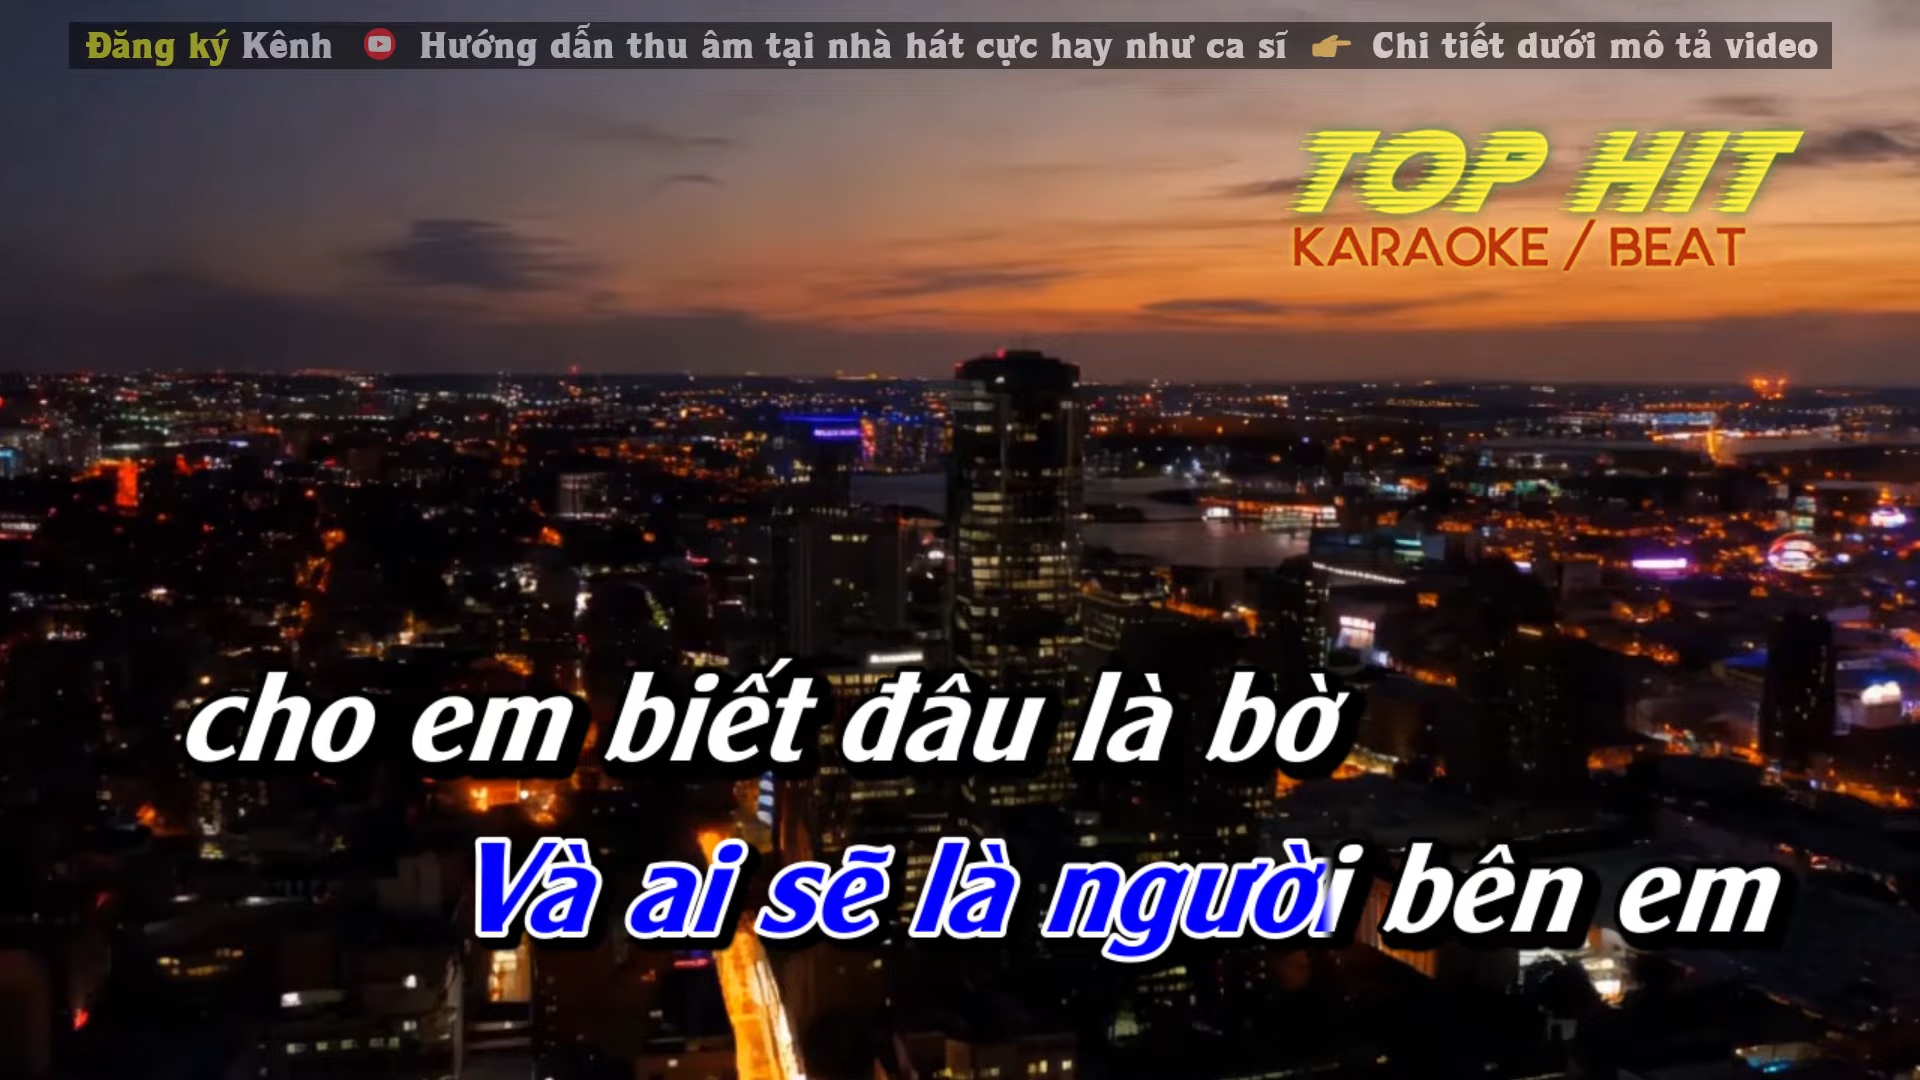 Đăng ký Kênh Hướng dẫn thu âm tại nhà hát cực hay như ca sĩ 👉 Chi tiết dưới mô tả video
TOP HIT
KARAOKE / BEAT
cho em biết đâu là bờ
Và ai sẽ là người bên em